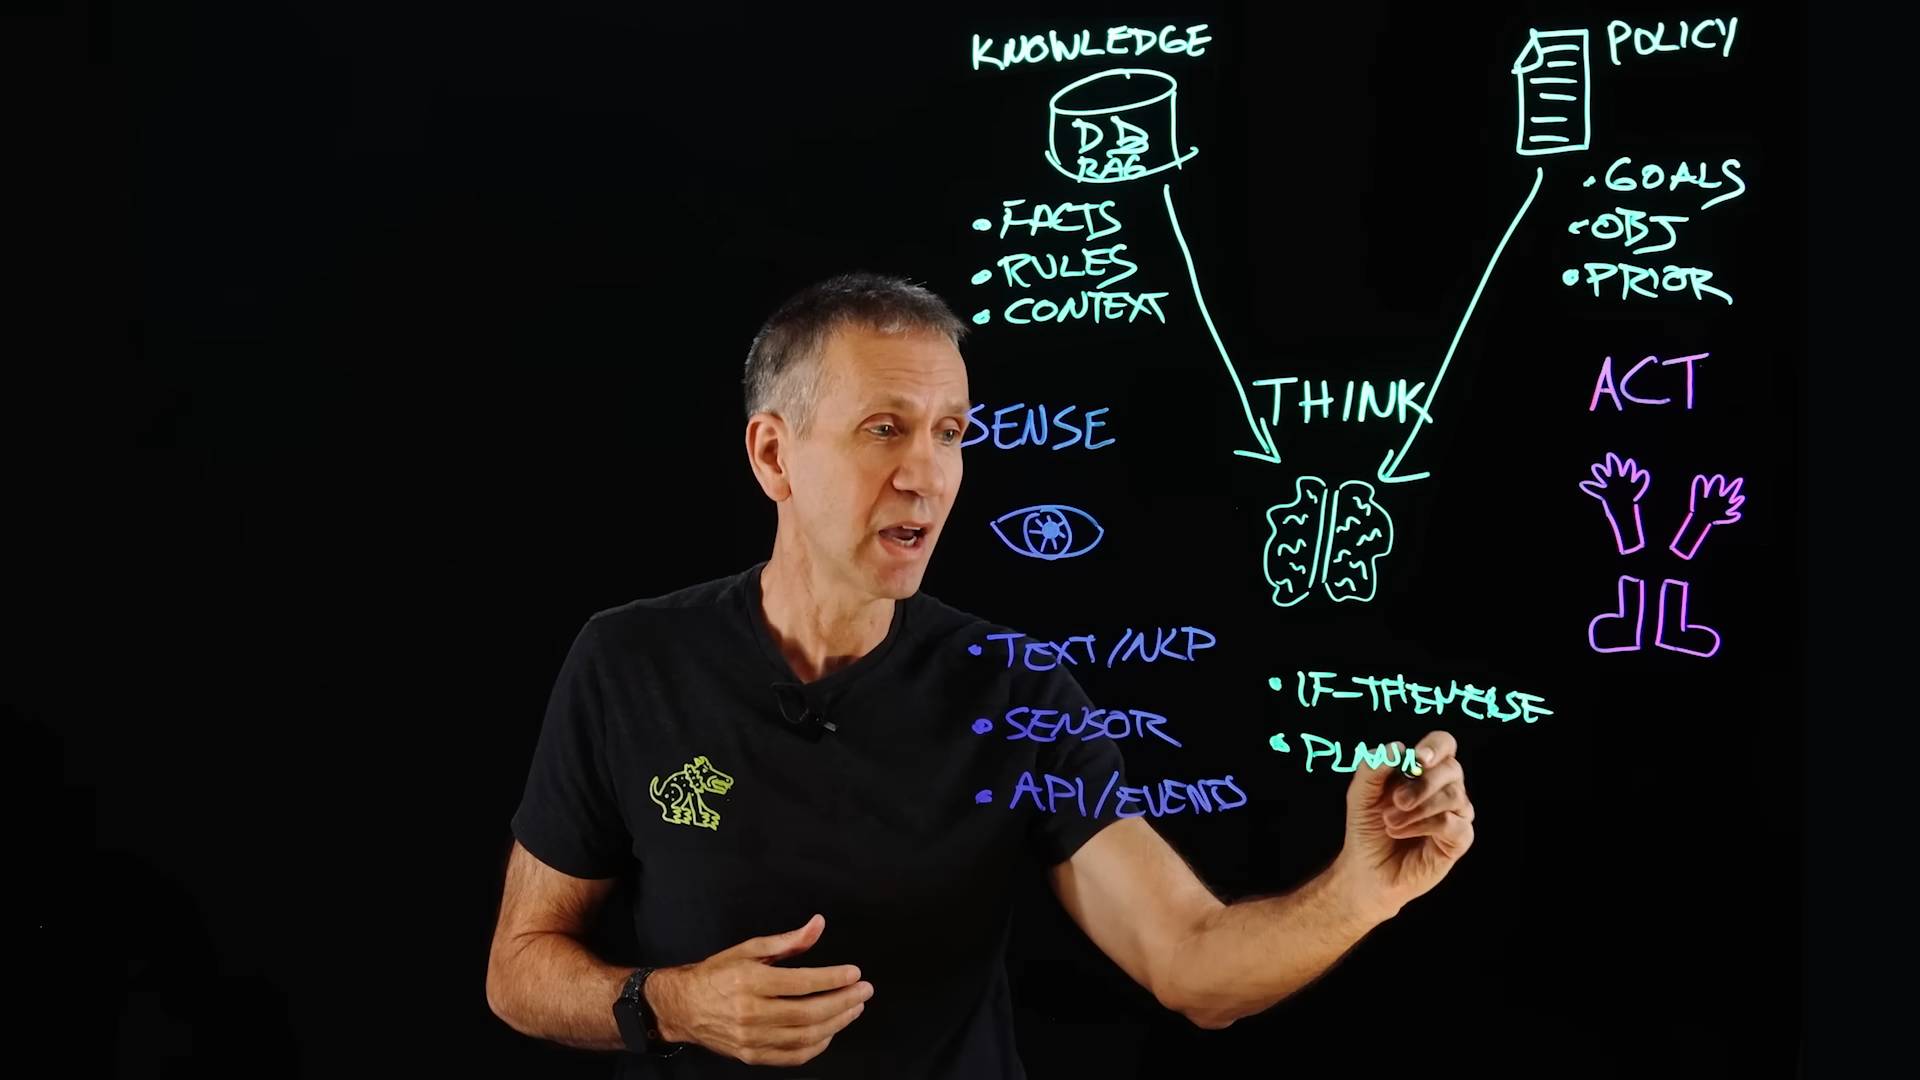 KNOWLEDGE
DB
RAG
• FACTS
• RULES
• CONTEXT
POLICY
• GOALS
• OBJ
• PRIOR
SENSE
• TEXT/NLP
• SENSOR
• API/EVENTS
THINK
• IF-THEN-ELSE
• PLANN
ACT